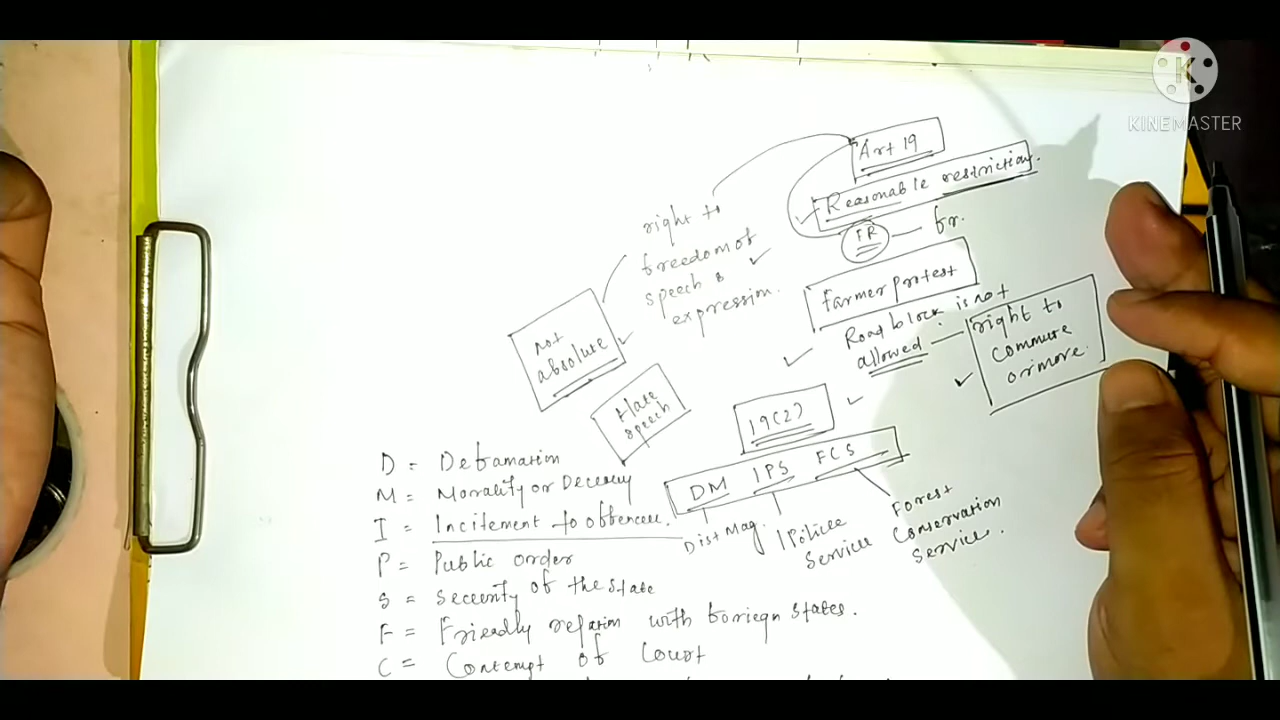 KINEMASTER
Art 19
Reasonable restriction.
FR — for.
right to
freedom of
speech &
expression.
not
absolute
Hate
speech
Farmer protest
Road block is not
allowed
right to
commute
or move.
19(2)
DM IPS FCS
Dist Mag.
I Police
Service
Forest
Conservation
Service.
D = Defamation
M = Morality or Decency
I = Incitement to offences.
P = Public order
S = Security of the state
F = Friendly relation with foriegn states.
C = Contempt of Court